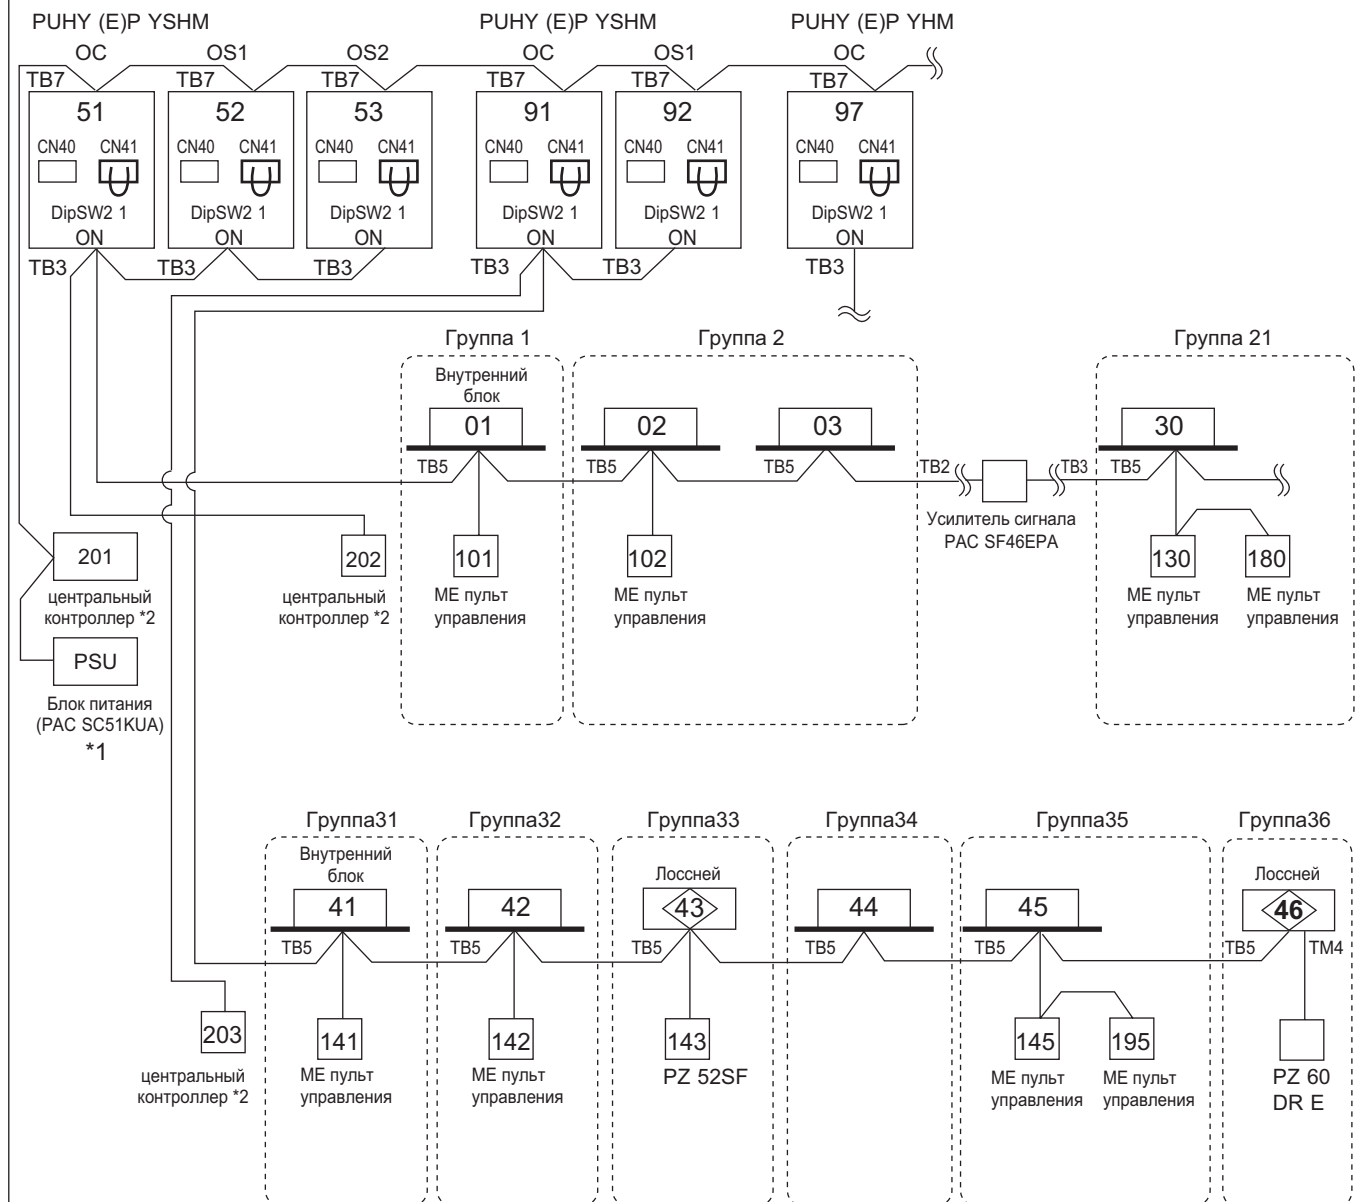 PUHY (E)P YSHM PUHY (E)P YSHM PUHY (E)P YHM
OC OS1 OS2 OC OS1 OC
TB7 TB7 TB7 TB7 TB7 TB7
51 52 53 91 92 97
CN40 CN41 CN40 CN41 CN40 CN41 CN40 CN41 CN40 CN41 CN40 CN41
DipSW2 1 DipSW2 1 DipSW2 1 DipSW2 1 DipSW2 1 DipSW2 1
ON ON ON ON ON ON
TB3 TB3 TB3 TB3 TB3 TB3
Группа 1 Группа 2 Группа 21
Внутренний
блок
01 02 03 30
TB5 TB5 TB5 TB2 TB3 TB5
Усилитель сигнала
PAC SF46EPA
201 202 101 102 130 180
центральный
контроллер *2
центральный
контроллер *2
МЕ пульт
управления
МЕ пульт
управления
МЕ пульт
управления
МЕ пульт
управления
PSU
Блок питания
(PAC SC51KUA)
*1
Группа31 Группа32 Группа33 Группа34 Группа35 Группа36
Внутренний
блок
Лоссней
Лоссней
41 42 43 44 45 46
TB5 TB5 TB5 TB5 TB5 TB5 TM4
203 141 142 143 145 195
центральный
контроллер *2
МЕ пульт
управления
МЕ пульт
управления
PZ 52SF
МЕ пульт
управления
МЕ пульт
управления
PZ 60
DR E